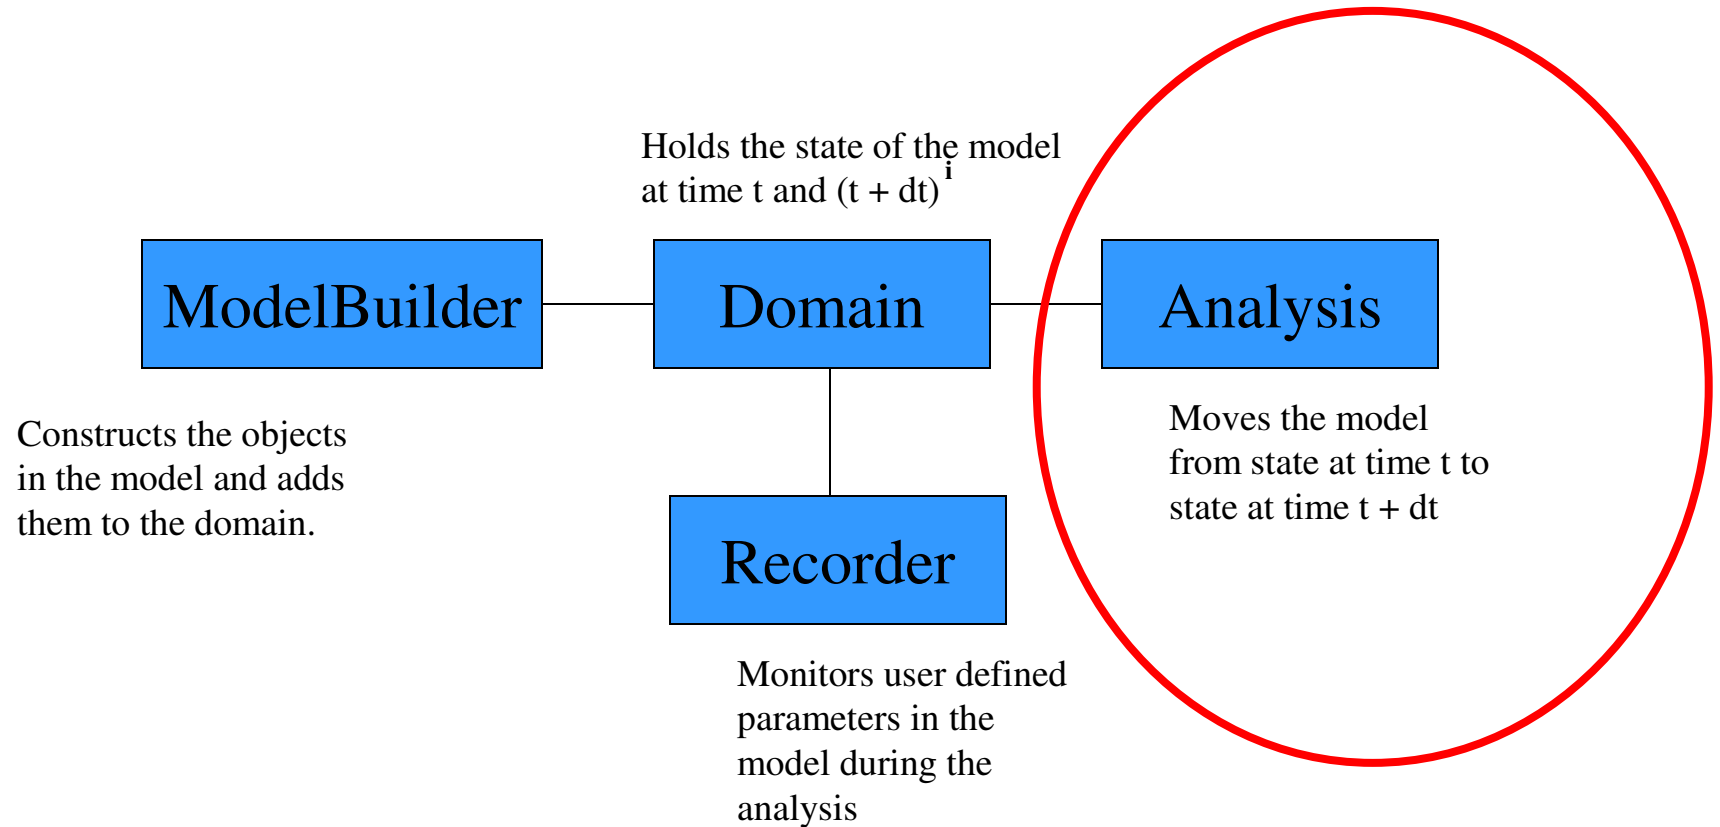 Holds the state of the model
at time t and (t + dt)^i
ModelBuilder
Domain
Analysis
Constructs the objects
in the model and adds
them to the domain.
Moves the model
from state at time t to
state at time t + dt
Recorder
Monitors user defined
parameters in the
model during the
analysis